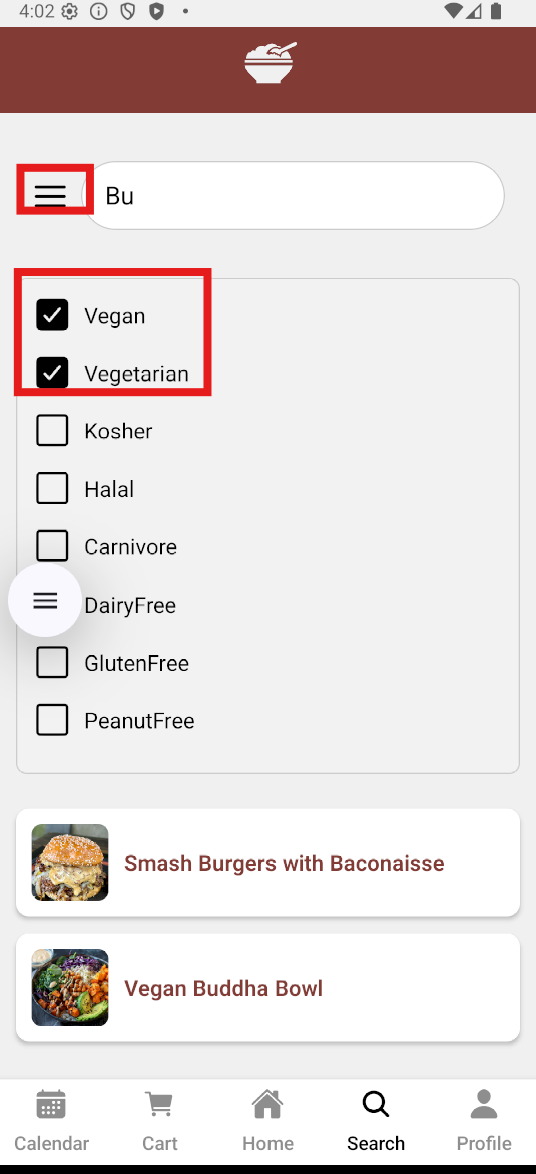 4:02
Bu
Vegan
Vegetarian
Kosher
Halal
Carnivore
DairyFree
GlutenFree
PeanutFree
Smash Burgers with Baconaisse
Vegan Buddha Bowl
Calendar Cart Home Search Profile